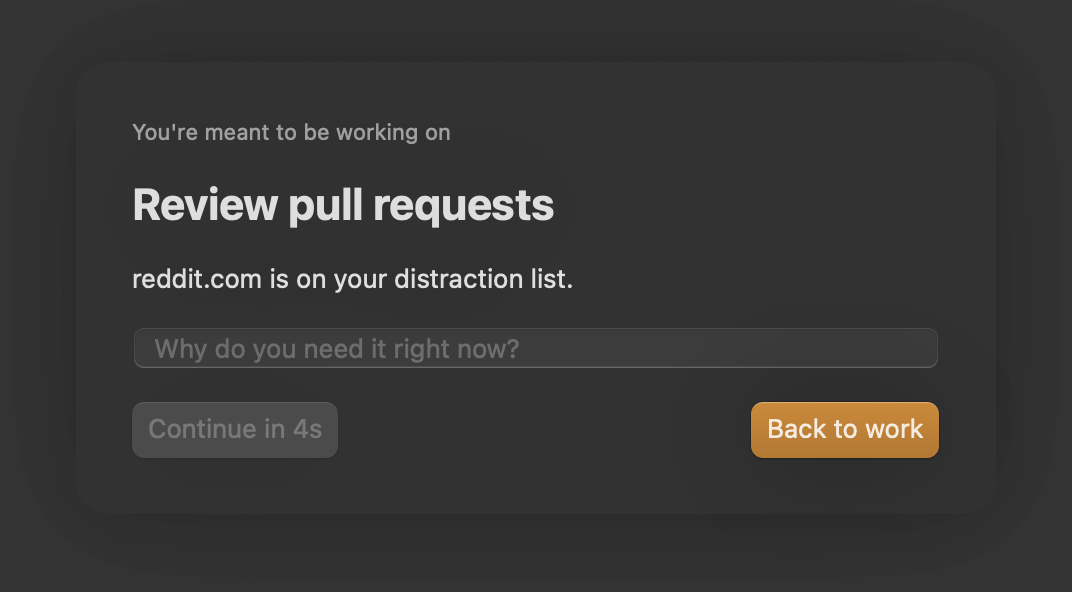 You're meant to be working on
Review pull requests
reddit.com is on your distraction list.
Why do you need it right now?
Continue in 4s
Back to work